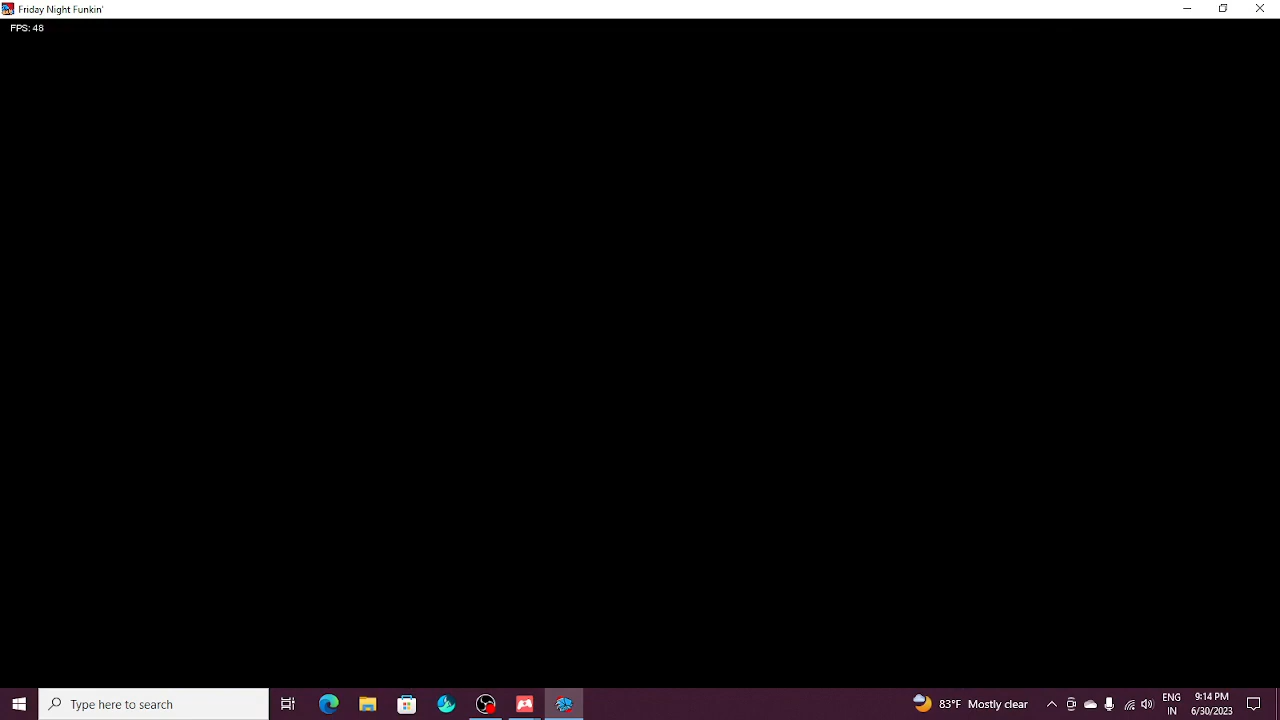 Friday Night Funkin'
FPS: 48
Type here to search
83°F Mostly clear
ENG
IN
9:14 PM
6/30/2023